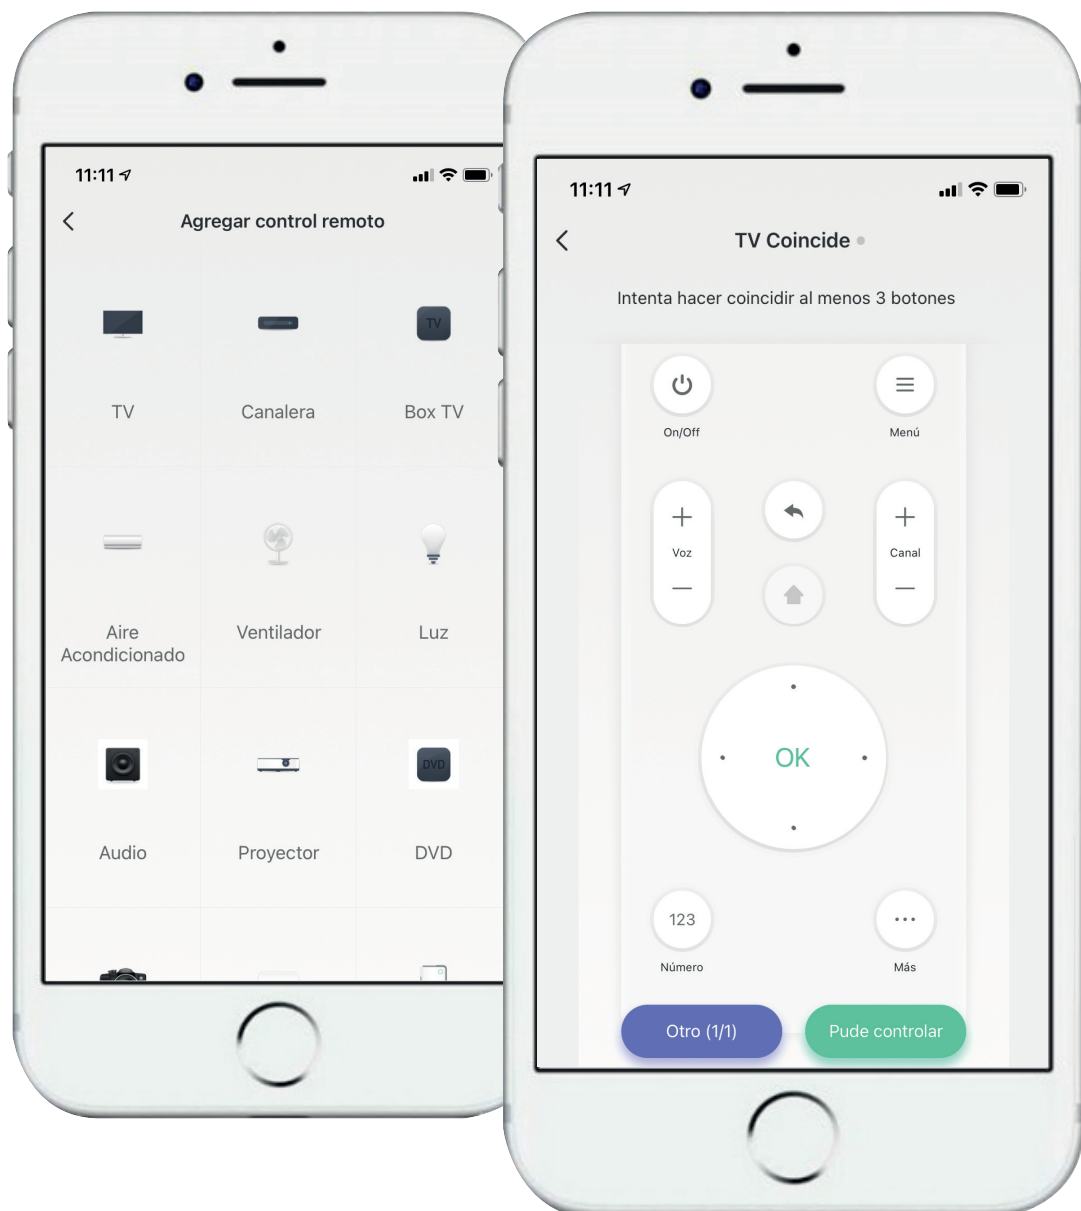 11:11
Agregar control remoto
TV
TV
Canalera
Box TV
Aire
Acondicionado
Ventilador
Luz
DVD
Audio
Proyector
DVD
11:11
TV Coincide
Intenta hacer coincidir al menos 3 botones
On/Off
Menú
+
+
Voz
Canal
—
—
OK
123
...
Número
Más
Otro (1/1)
Pude controlar